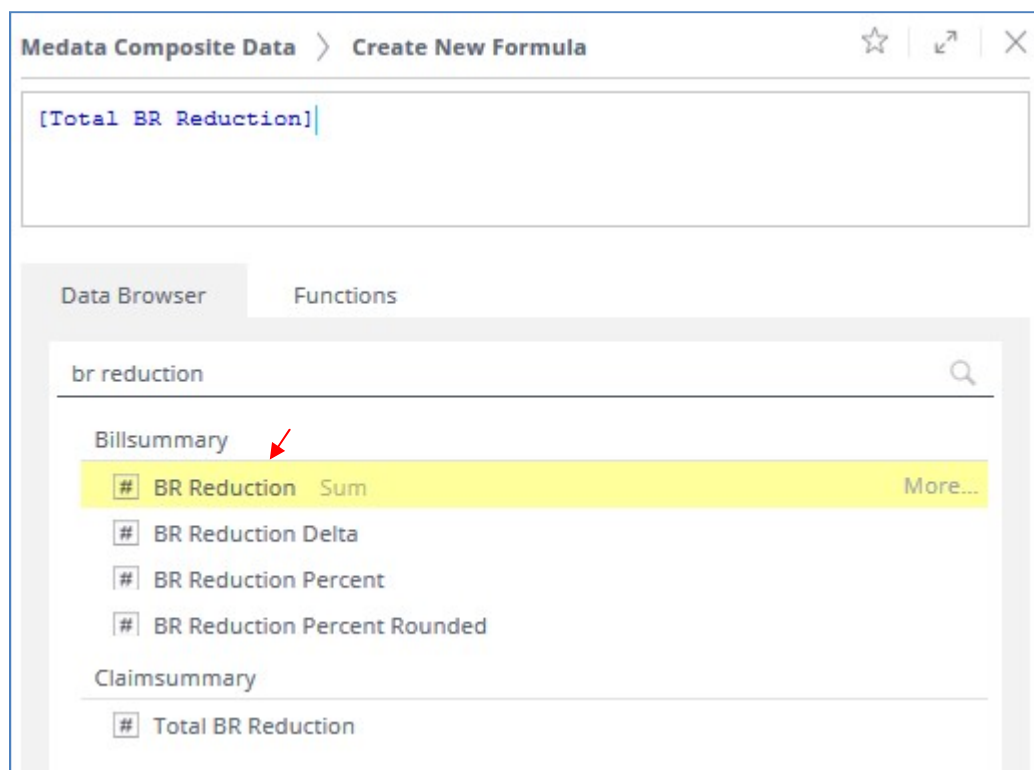 Medata Composite Data > Create New Formula
[Total BR Reduction]
Data Browser Functions
br reduction
Billsummary
# BR Reduction Sum More...
# BR Reduction Delta
# BR Reduction Percent
# BR Reduction Percent Rounded
Claimsummary
# Total BR Reduction